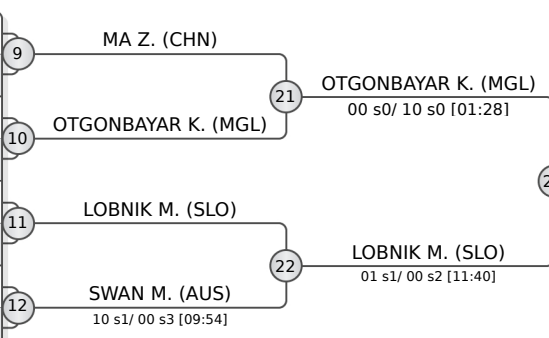 9
MA Z. (CHN)
10
OTGONBAYAR K. (MGL)
21
OTGONBAYAR K. (MGL)
00 s0/ 10 s0 [01:28]
11
LOBNIK M. (SLO)
12
SWAN M. (AUS)
10 s1/ 00 s3 [09:54]
22
LOBNIK M. (SLO)
01 s1/ 00 s2 [11:40]